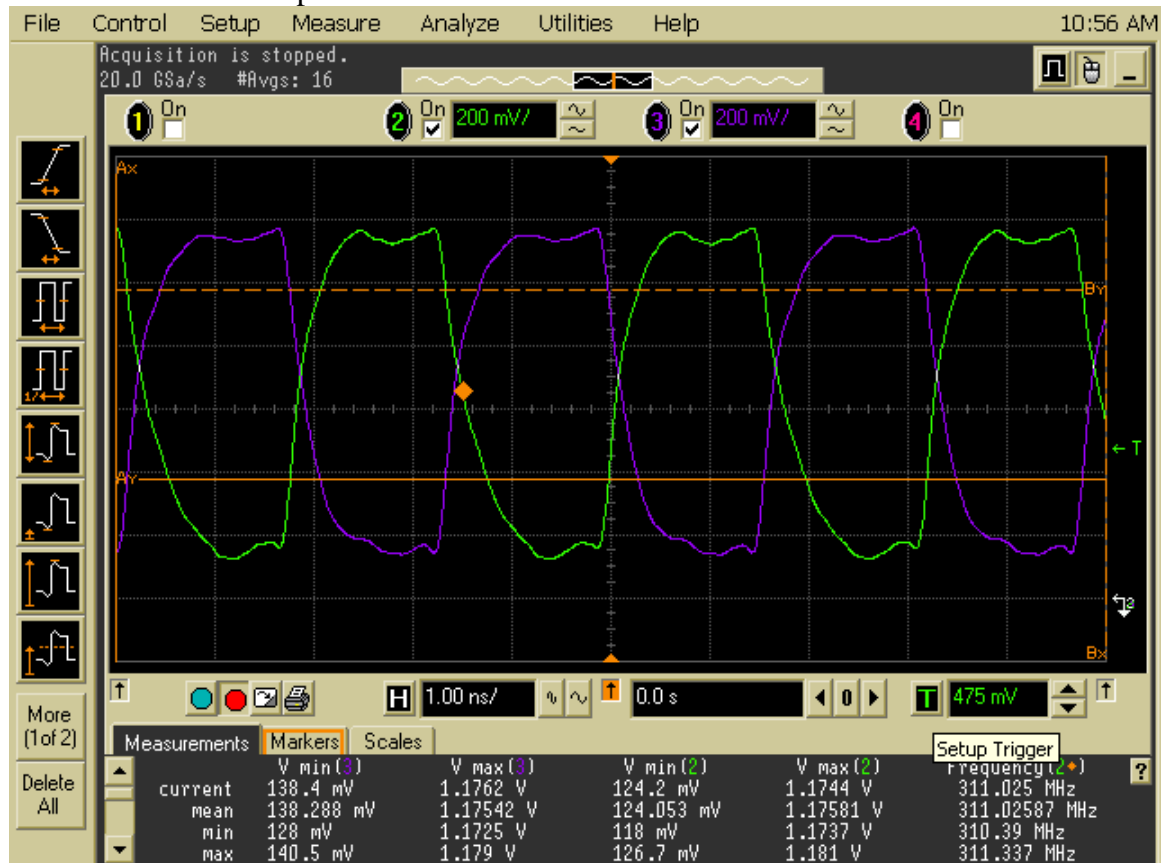 File Control Setup Measure Analyze Utilities Help 10:56 AM
Acquisition is stopped.
20.0 GSa/s #Avgs: 16
1 On 2 On 200 mV/ 3 On 200 mV/ 4 On
Ax
By
T
Ay
2
Bx
H 1.00 ns/ 0.0 s 0 T 475 mV
More
(1of 2)
Delete
All
Measurements Markers Scales
Setup Trigger
V min(3) V max(3) V min(2) V max(2) Frequency(2) ?
current 138.4 mV 1.1762 V 124.2 mV 1.1744 V 311.025 MHz
mean 138.288 mV 1.17542 V 124.053 mV 1.17581 V 311.02587 MHz
min 128 mV 1.1725 V 118 mV 1.1737 V 310.39 MHz
max 140.5 mV 1.179 V 126.7 mV 1.181 V 311.337 MHz